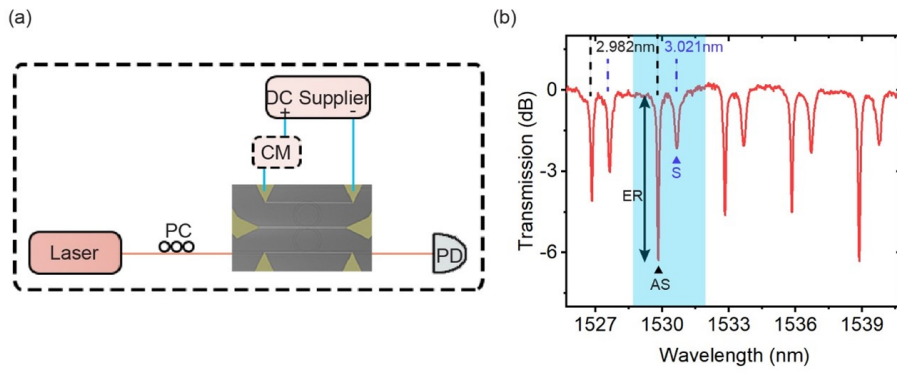 (a)
DC Supplier
+ -
CM
Laser
PC
PD
(b)
2.982nm 3.021nm
0
-3
-6
Transmission (dB)
ER
S
AS
1527 1530 1533 1536 1539
Wavelength (nm)